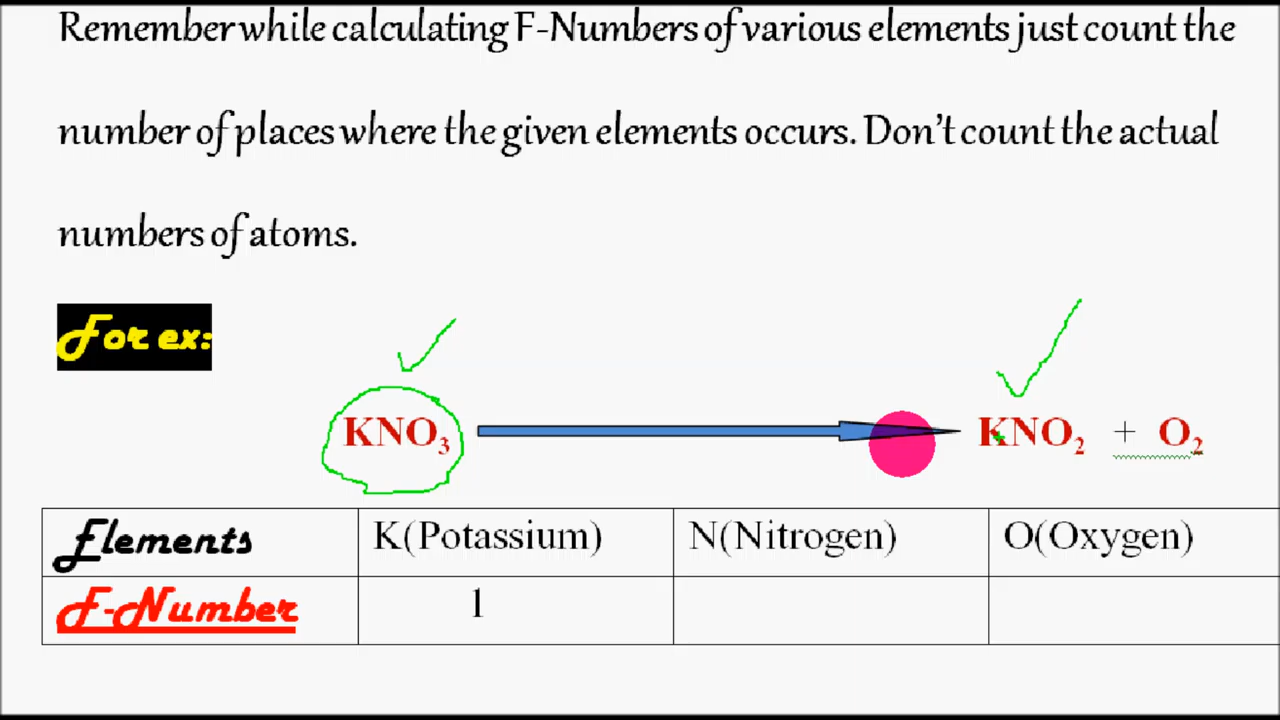 Remember while calculating F-Numbers of various elements just count the
number of places where the given elements occurs. Don't count the actual
numbers of atoms.
For ex:
KNO₃ KNO₂ + O₂
Elements K(Potassium) N(Nitrogen) O(Oxygen)
F-Number 1